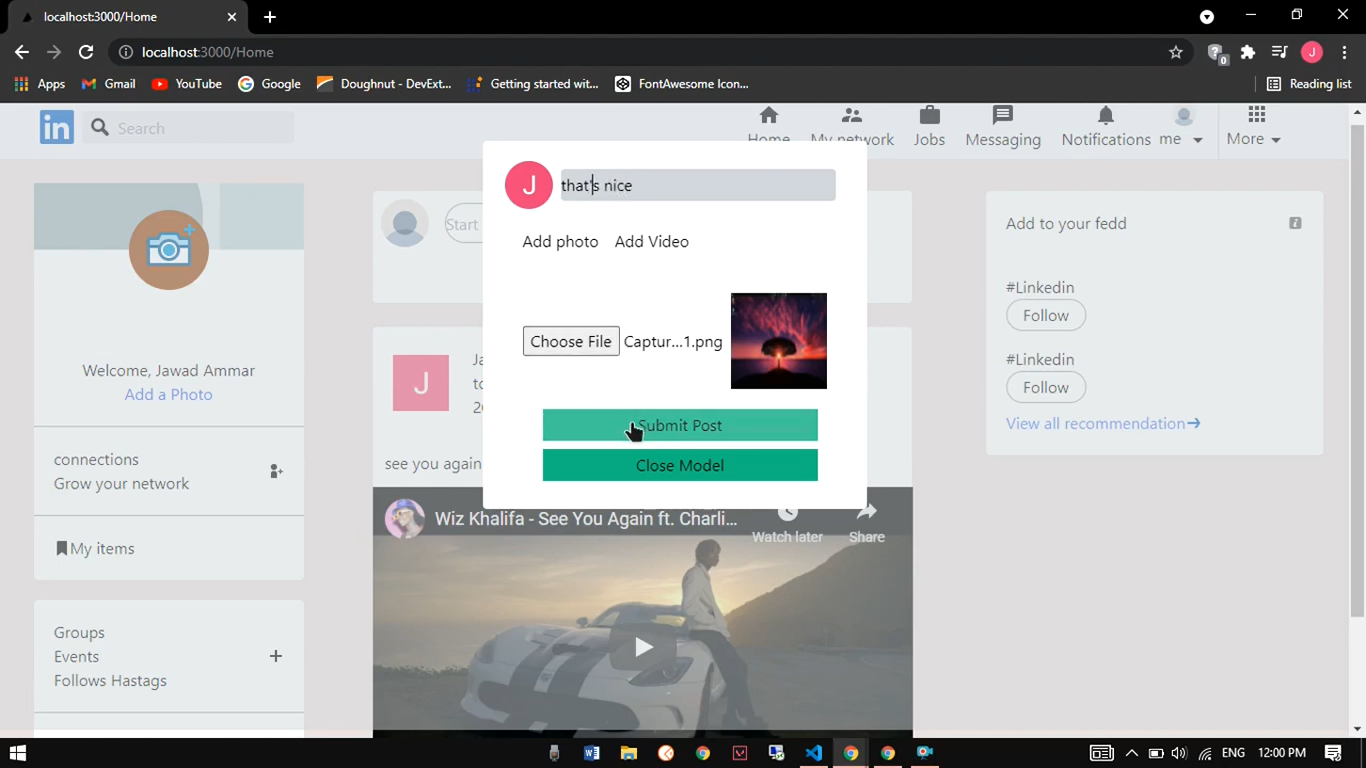 localhost:3000/Home
localhost:3000/Home
0
J
Apps
Gmail
YouTube
Google
Doughnut - DevExt...
Getting started wit...
FontAwesome Icon...
Reading list
in
Search
Home
My network
Jobs
Messaging
Notifications
me
More
J
that's nice
Add photo
Add Video
Choose File
Captur...1.png
Submit Post
Close Model
Start
J
Ja
to
see you again
Wiz Khalifa - See You Again ft. Charli...
Watch later
Share
Welcome, Jawad Ammar
Add a Photo
connections
Grow your network
My items
Groups
Events
Follows Hastags
Add to your fedd
#Linkedin
Follow
#Linkedin
Follow
View all recommendation
ENG
12:00 PM